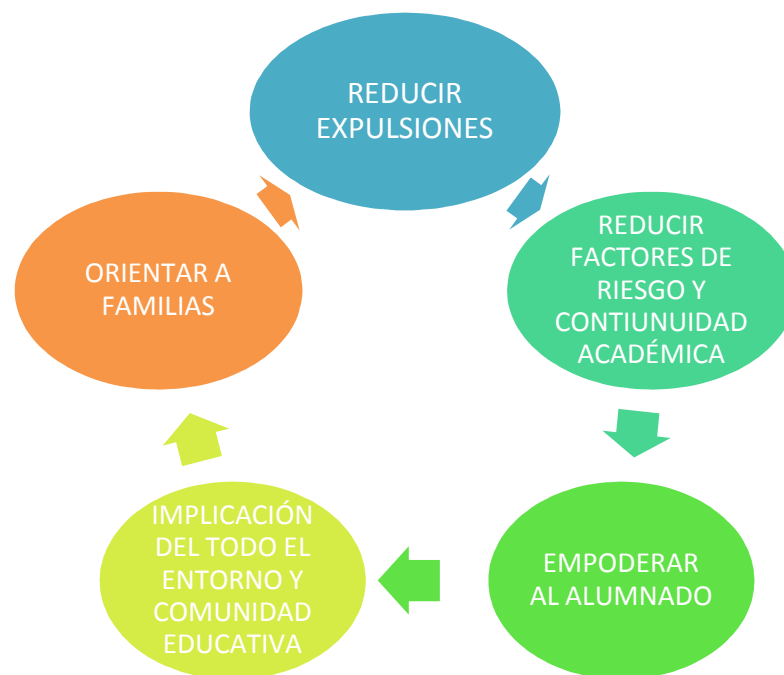 REDUCIR
EXPULSIONES
REDUCIR
FACTORES DE
RIESGO Y
CONTIUNUIDAD
ACADÉMICA
EMPODERAR
AL ALUMNADO
IMPLICACIÓN
DEL TODO EL
ENTORNO Y
COMUNIDAD
EDUCATIVA
ORIENTAR A
FAMILIAS